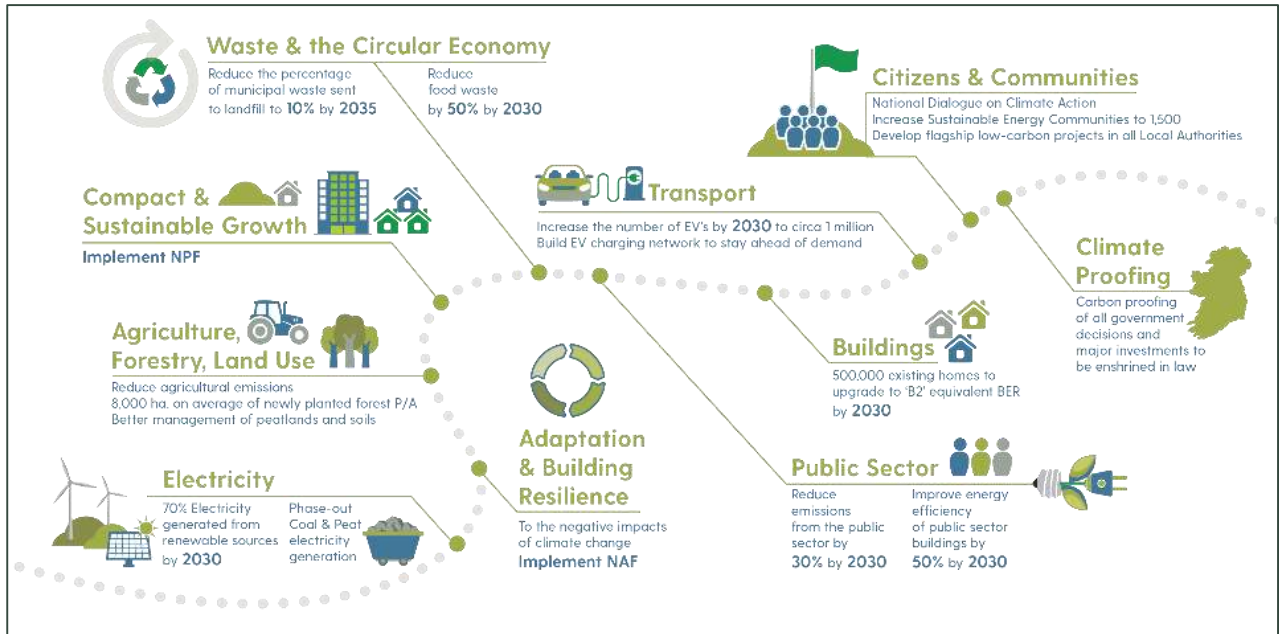 Waste & the Circular Economy
Reduce the percentage
of municipal waste sent
to landfill to 10% by 2035
Reduce
food waste
by 50% by 2030
Citizens & Communities
National Dialogue on Climate Action
Increase Sustainable Energy Communities to 1,500
Develop flagship low-carbon projects in all Local Authorities
Compact &
Sustainable Growth
Implement NPF
Transport
Increase the number of EV's by 2030 to circa 1 million
Build EV charging network to stay ahead of demand
Climate
Proofing
Carbon proofing
of all government
decisions and
major investments to
be enshrined in law
Agriculture,
Forestry, Land Use
Reduce agricultural emissions
8,000 ha. on average of newly planted forest P/A
Better management of peatlands and soils
Buildings
500,000 existing homes to
upgrade to 'B2' equivalent BER
by 2030
Adaptation
& Building
Resilience
To the negative impacts
of climate change
Implement NAF
Public Sector
Reduce
emissions
from the public
sector by
30% by 2030
Improve energy
efficiency
of public sector
buildings by
50% by 2030
Electricity
70% Electricity
generated from
renewable sources
by 2030
Phase-out
Coal & Peat
electricity
generation